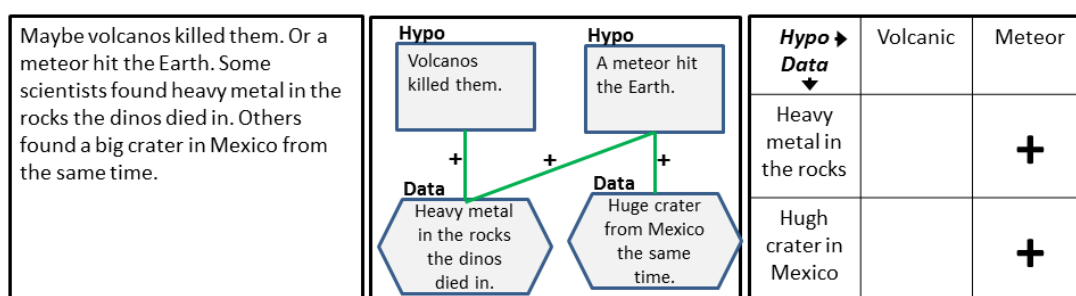 Maybe volcanos killed them. Or a
meteor hit the Earth. Some
scientists found heavy metal in the
rocks the dinos died in. Others
found a big crater in Mexico from
the same time.
Hypo
Volcanos
killed them.
Hypo
A meteor hit
the Earth.
+
+
+
Data
Heavy metal
in the rocks
the dinos
died in.
Data
Huge crater
from Mexico
the same
time.
Hypo
Data
Volcanic
Meteor
Heavy
metal in
the rocks
+
Hugh
crater in
Mexico
+